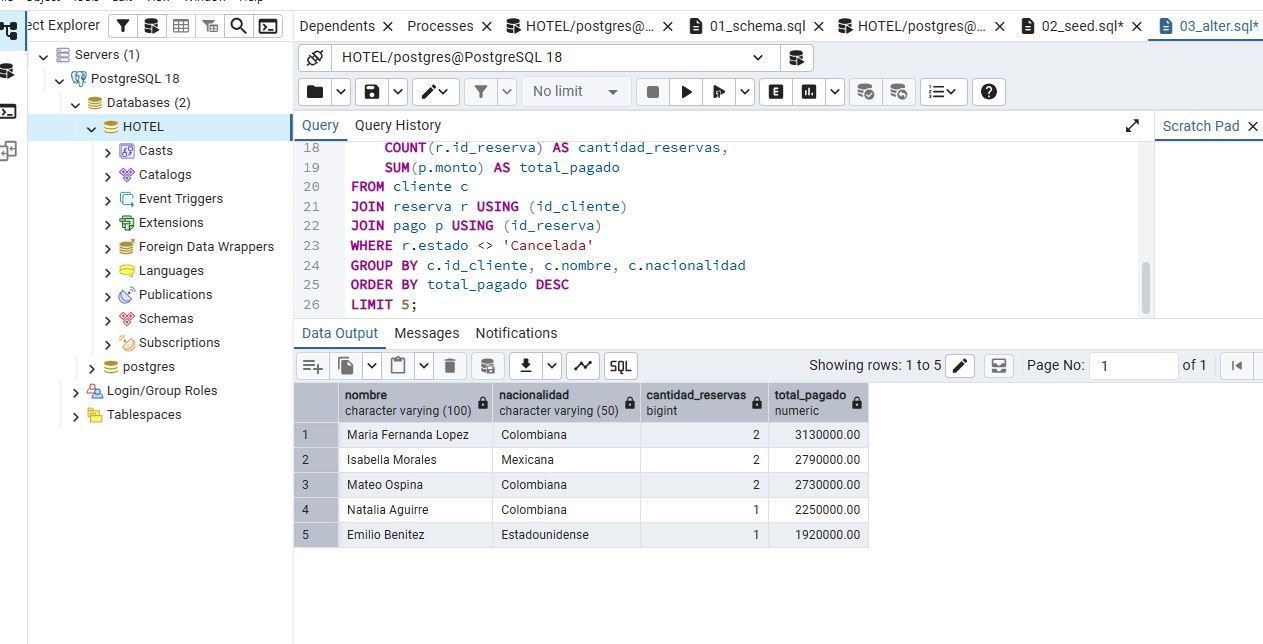 ect Explorer
Servers (1)
PostgreSQL 18
Databases (2)
HOTEL
Casts
Catalogs
Event Triggers
Extensions
Foreign Data Wrappers
Languages
Publications
Schemas
Subscriptions
postgres
Login/Group Roles
Tablespaces
Dependents Processes HOTEL/postgres@... 01_schema.sql HOTEL/postgres@... 02_seed.sql* 03_alter.sql*
HOTEL/postgres@PostgreSQL 18
No limit E
Query Query History Scratch Pad
18 COUNT(r.id_reserva) AS cantidad_reservas,
19 SUM(p.monto) AS total_pagado
20 FROM cliente c
21 JOIN reserva r USING (id_cliente)
22 JOIN pago p USING (id_reserva)
23 WHERE r.estado <> 'Cancelada'
24 GROUP BY c.id_cliente, c.nombre, c.nacionalidad
25 ORDER BY total_pagado DESC
26 LIMIT 5;
Data Output Messages Notifications
SQL Showing rows: 1 to 5 Page No: 1 of 1
nombre nacionalidad cantidad_reservas total_pagado
character varying (100) character varying (50) bigint numeric
1 Maria Fernanda Lopez Colombiana 2 3130000.00
2 Isabella Morales Mexicana 2 2790000.00
3 Mateo Ospina Colombiana 2 2730000.00
4 Natalia Aguirre Colombiana 1 2250000.00
5 Emilio Benitez Estadounidense 1 1920000.00